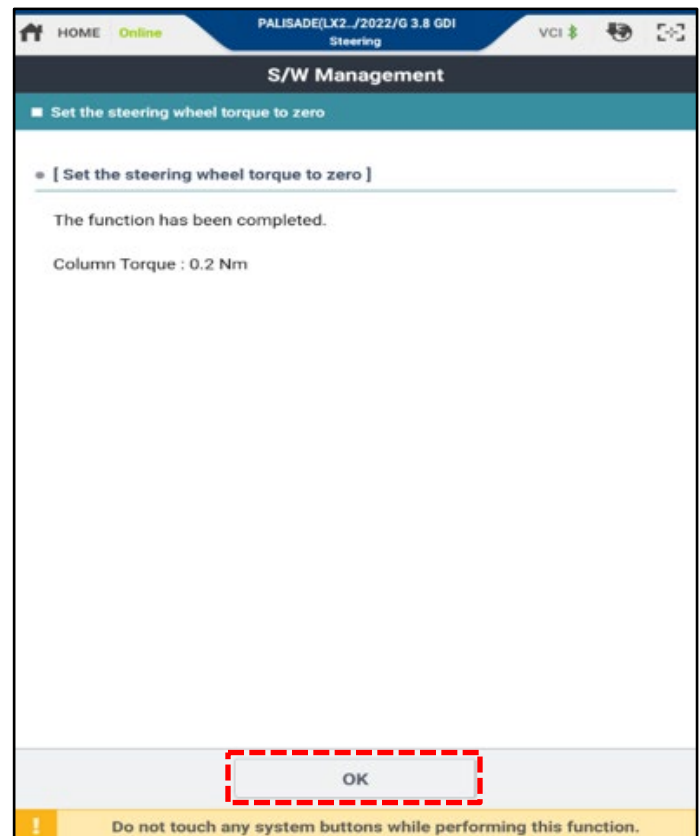 HOME Online PALISADE(LX2../2022/G 3.8 GDI VCI
Steering
S/W Management
Set the steering wheel torque to zero
[ Set the steering wheel torque to zero ]
The function has been completed.
Column Torque : 0.2 Nm
OK
! Do not touch any system buttons while performing this function.